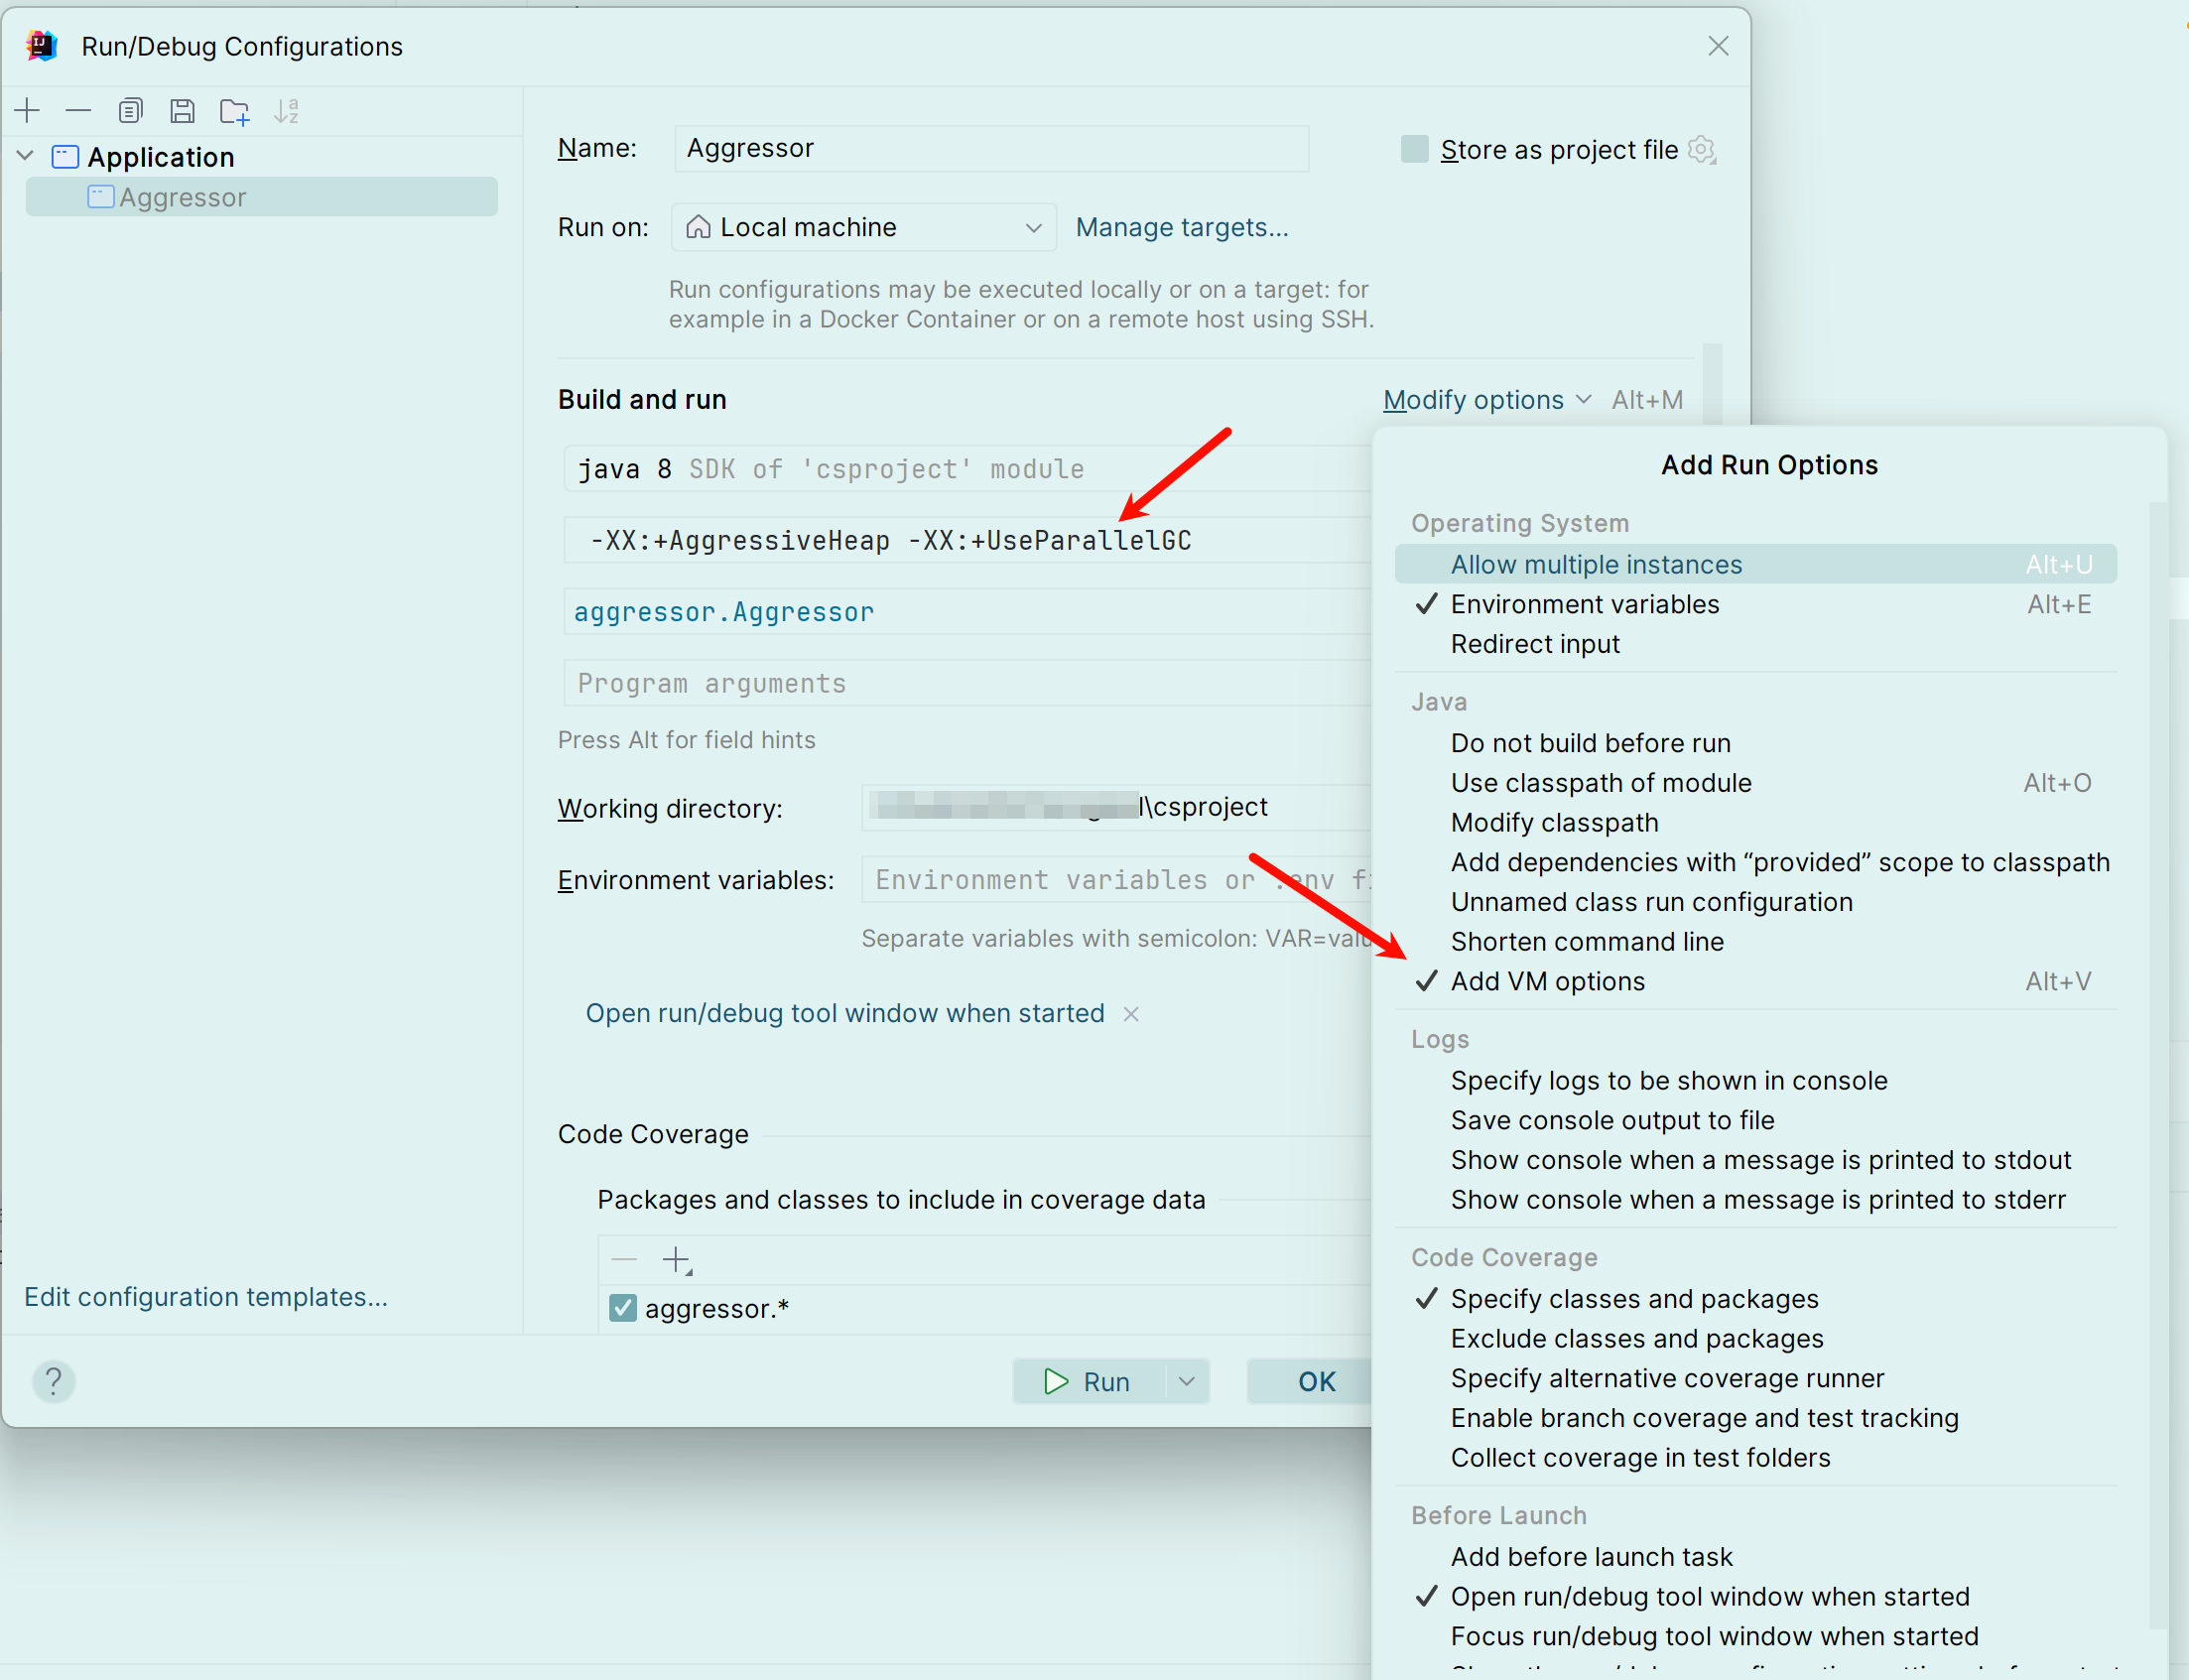 Run/Debug Configurations
Application
Aggressor
Edit configuration templates...
Name: Aggressor
Store as project file
Run on: Local machine Manage targets...
Run configurations may be executed locally or on a target: for
example in a Docker Container or on a remote host using SSH.
Build and run
Modify options Alt+M
java 8 SDK of 'csproject' module
-XX:+AggressiveHeap -XX:+UseParallelGC
aggressor.Aggressor
Program arguments
Press Alt for field hints
Working directory: l\csproject
Environment variables: Environment variables or .env
Separate variables with semicolon:
Open run/debug tool window when started
Code Coverage
Packages and classes to include in coverage data
aggressor.*
? Run OK
Add Run Options
Operating System
Allow multiple instances Alt+U
Environment variables Alt+E
Redirect input
Java
Do not build before run
Use classpath of module Alt+O
Modify classpath
Add dependencies with “provided” scope to classpath
Unnamed class run configuration
Shorten command line
Add VM options Alt+V
Logs
Specify logs to be shown in console
Save console output to file
Show console when a message is printed to stdout
Show console when a message is printed to stderr
Code Coverage
Specify classes and packages
Exclude classes and packages
Specify alternative coverage runner
Enable branch coverage and test tracking
Collect coverage in test folders
Before Launch
Add before launch task
Open run/debug tool window when started
Focus run/debug tool window when started